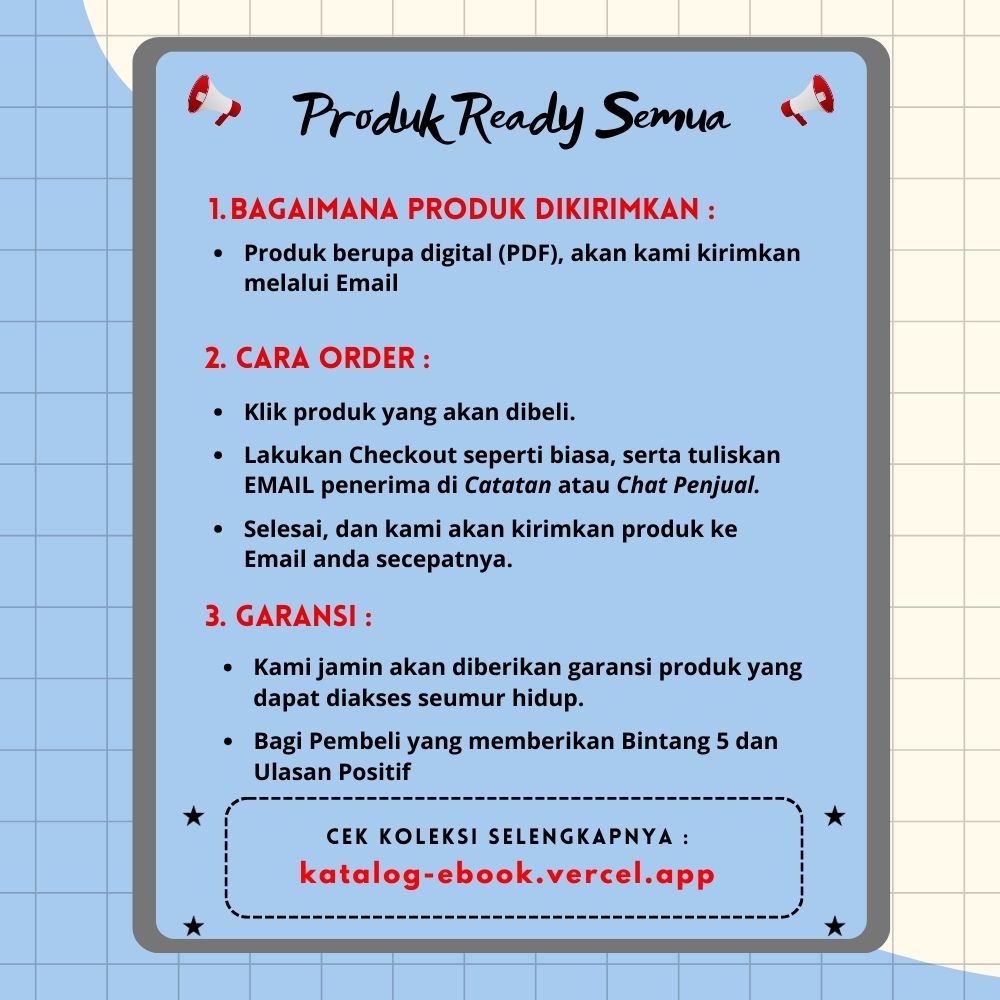 Produk Ready Semua
1. BAGAIMANA PRODUK DIKIRIMKAN :
• Produk berupa digital (PDF), akan kami kirimkan
melalui Email
2. CARA ORDER :
• Klik produk yang akan dibeli.
• Lakukan Checkout seperti biasa, serta tuliskan
EMAIL penerima di Catatan atau Chat Penjual.
• Selesai, dan kami akan kirimkan produk ke
Email anda secepatnya.
3. GARANSI :
• Kami jamin akan diberikan garansi produk yang
dapat diakses seumur hidup.
• Bagi Pembeli yang memberikan Bintang 5 dan
Ulasan Positif
CEK KOLEKSI SELENGKAPNYA :
katalog-ebook.vercel.app